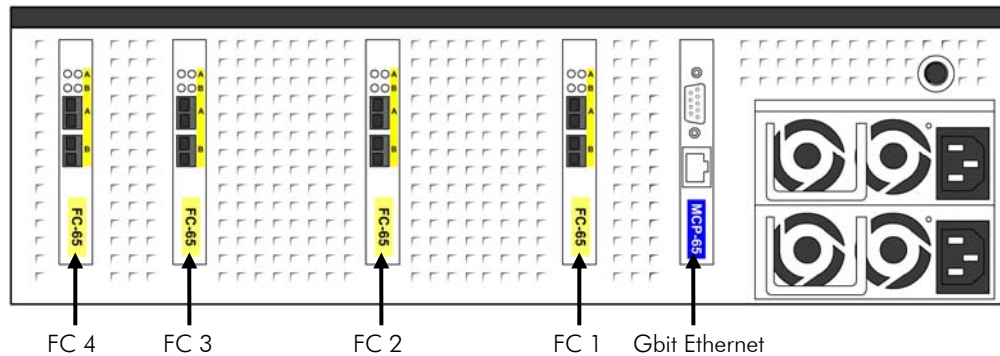 A A A A
B B B B
A A A A
B B B B
FC-65 FC-65 FC-65 FC-65 MCP-65
FC 4 FC 3 FC 2 FC 1 Gbit Ethernet